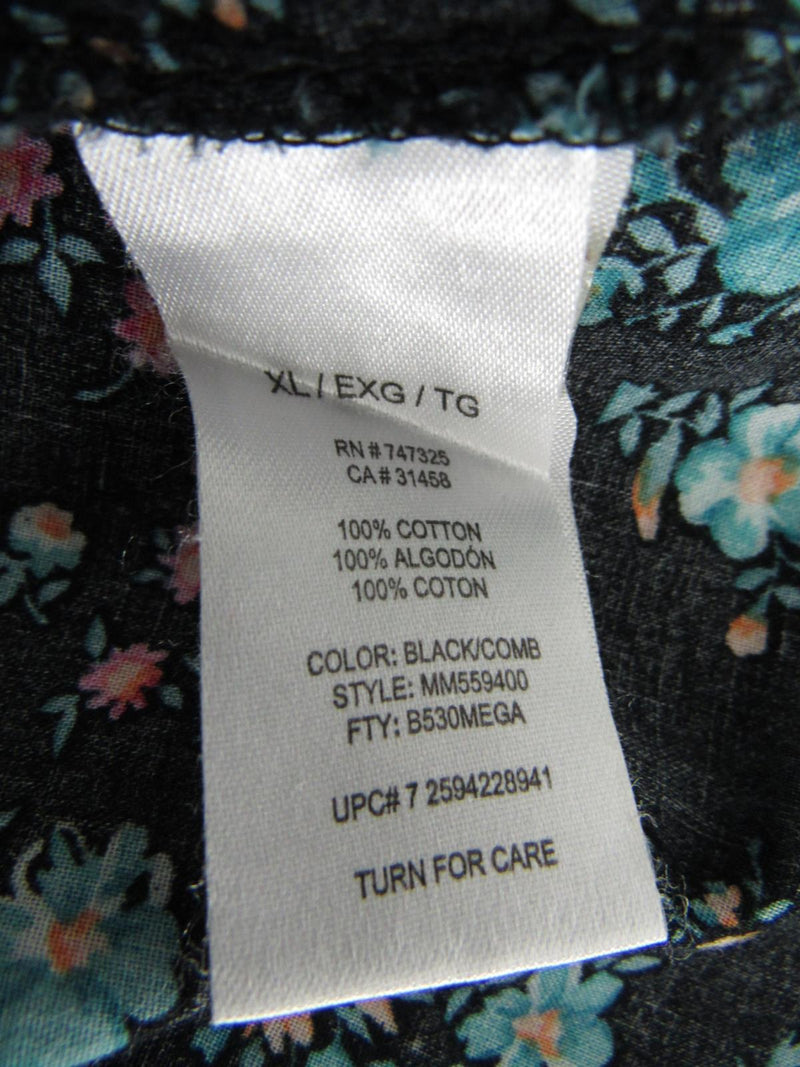 XL / EXG / TG
RN # 747325
CA # 31458
100% COTTON
100% ALGODÓN
100% COTON
COLOR: BLACK/COMB
STYLE: MM559400
FTY: B530MEGA
UPC# 7 2594228941
TURN FOR CARE